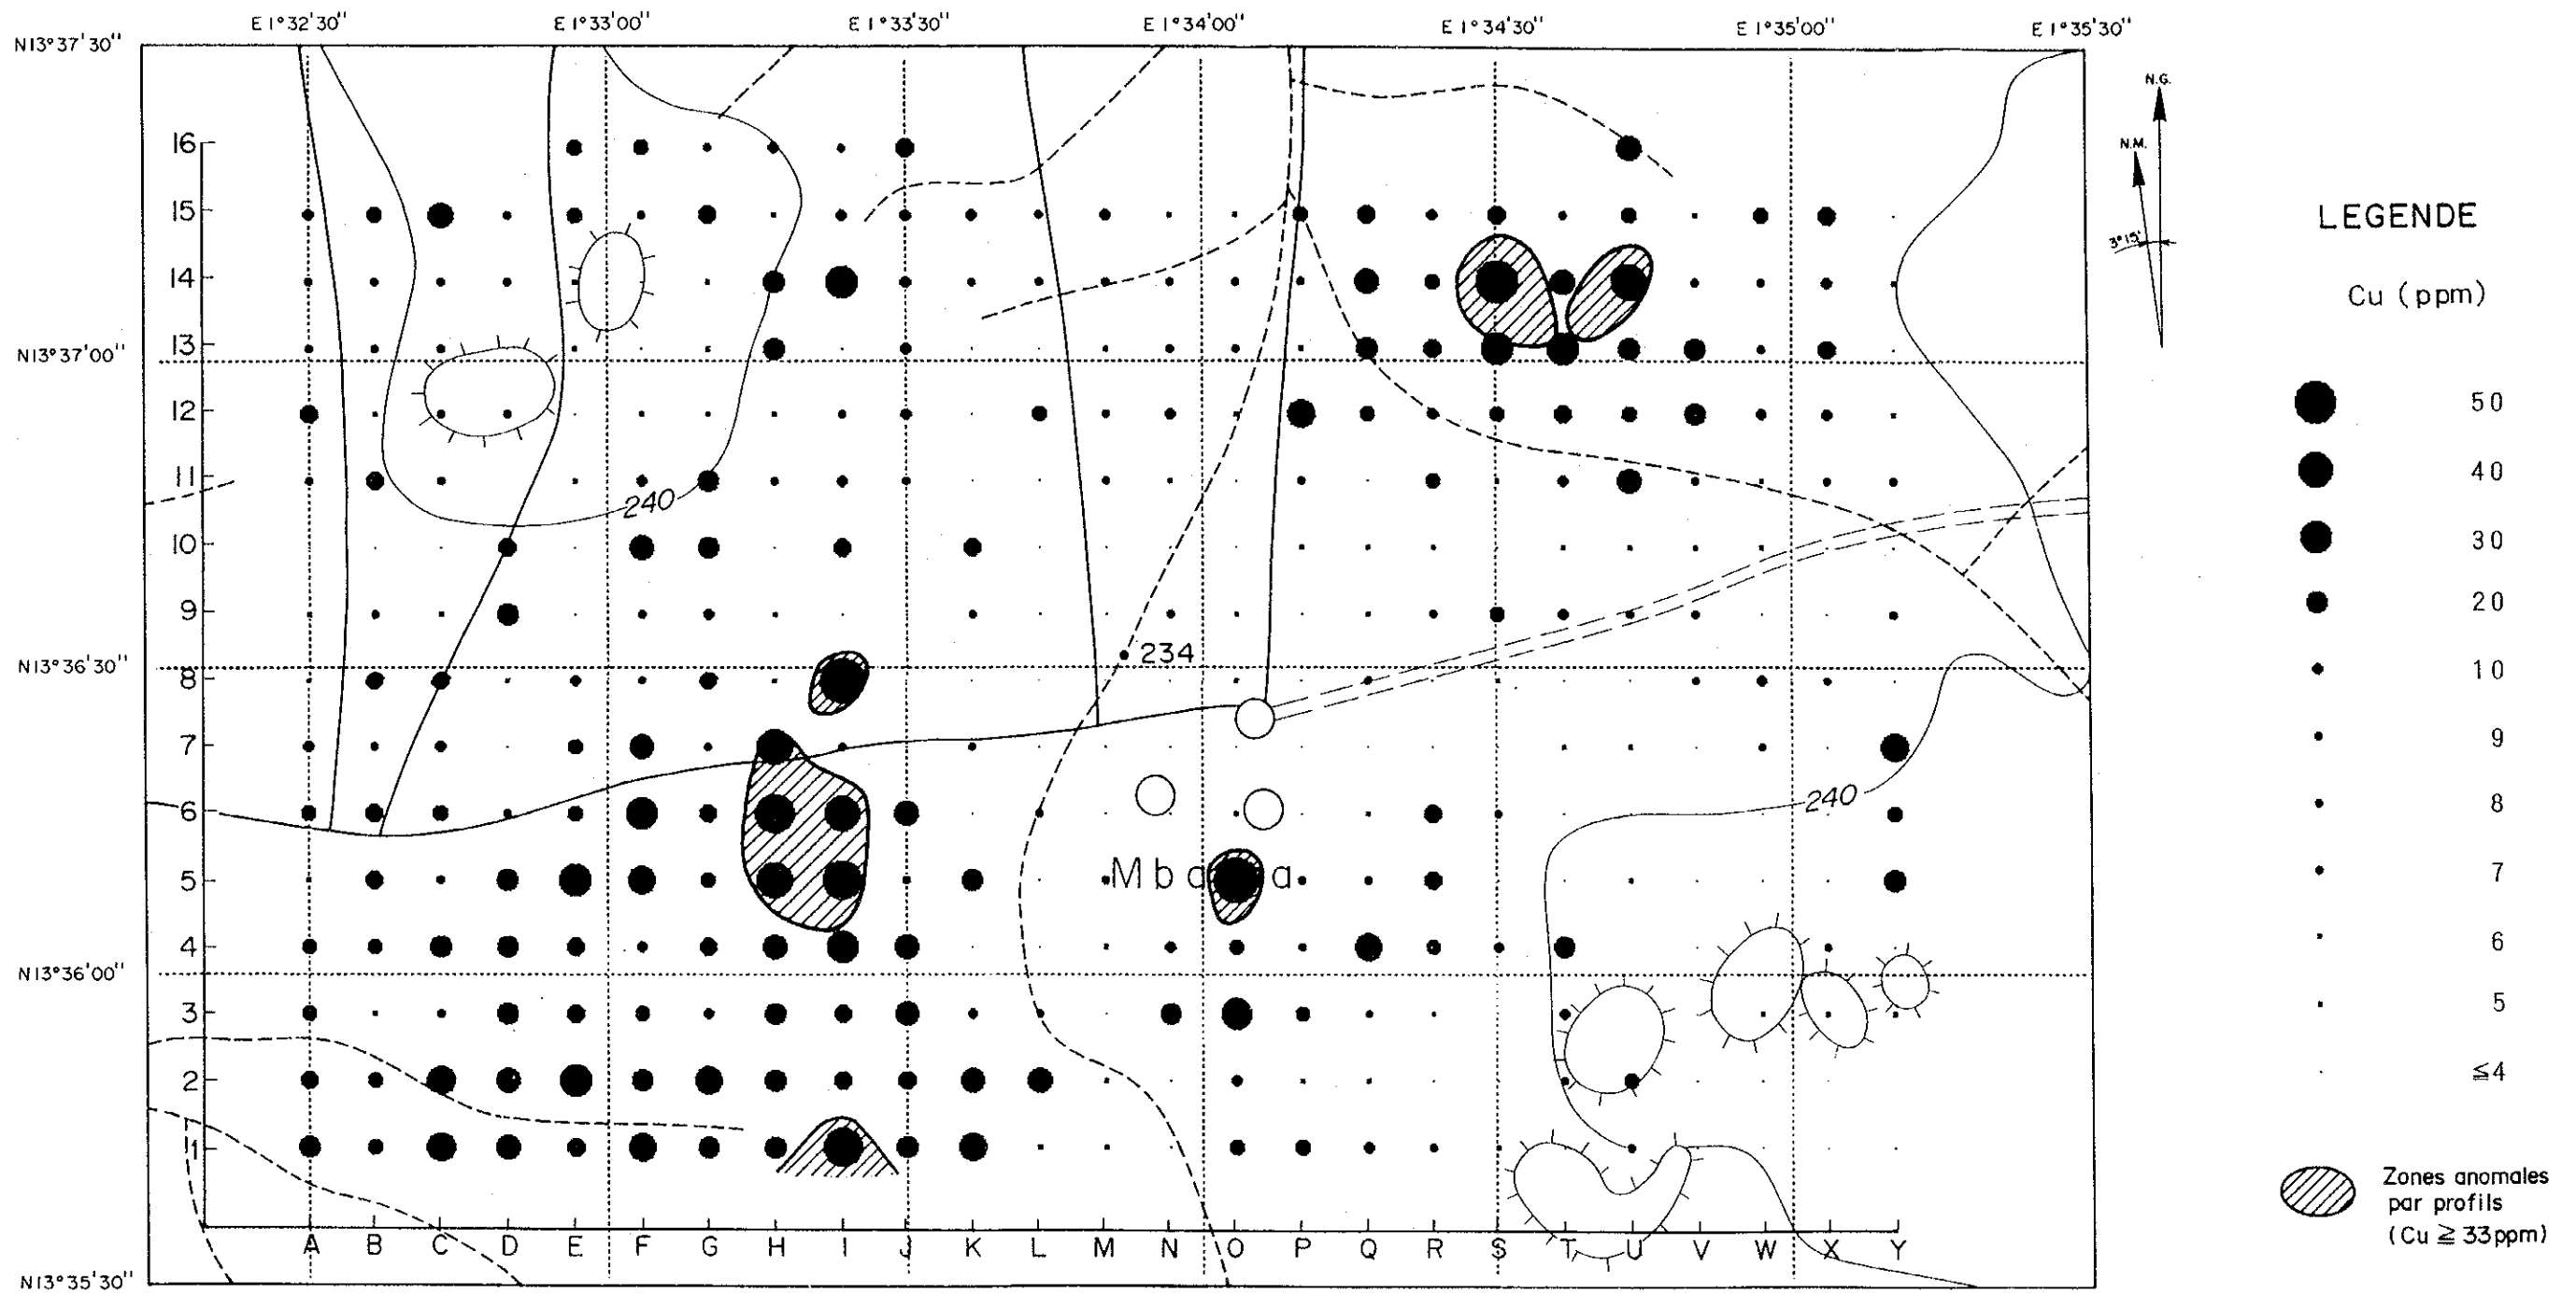 E 1°32'30" E 1°33'00" E 1°33'30" E 1°34'00" E 1°34'30" E 1°35'00" E 1°35'30"
N13°37'30"
N.G.
N.M.
3°15'
16
15
14
13
N13°37'00"
12
11
240
10
9
N13°36'30"
234
8
7
6
240
5
Mba a
4
N13°36'00"
3
2
1
A B C D E F G H I J K L M N O P Q R S T U V W X Y
N13°35'30"
LEGENDE
Cu (ppm)
50
40
30
20
10
9
8
7
6
5
≦4
Zones anomales
par profils
(Cu ≧ 33ppm)